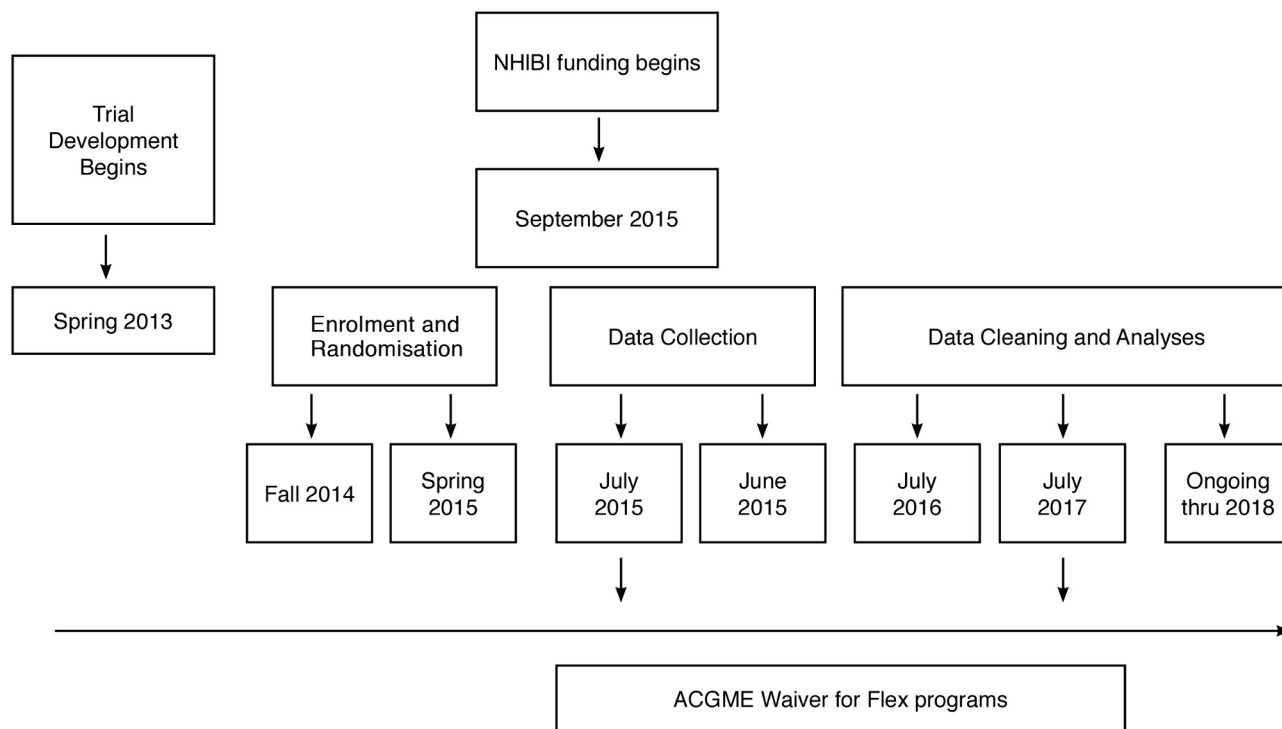 NHIBI funding begins
Trial
Development
Begins
September 2015
Spring 2013
Enrolment and
Randomisation
Data Collection
Data Cleaning and Analyses
Fall 2014
Spring
2015
July
2015
June
2015
July
2016
July
2017
Ongoing
thru 2018
ACGME Waiver for Flex programs